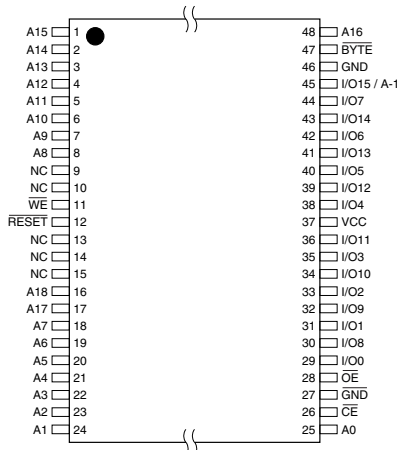 A15 1 48 A16
A14 2 47 BYTE
A13 3 46 GND
A12 4 45 I/O15 / A-1
A11 5 44 I/O7
A10 6 43 I/O14
A9 7 42 I/O6
A8 8 41 I/O13
NC 9 40 I/O5
NC 10 39 I/O12
WE 11 38 I/O4
RESET 12 37 VCC
NC 13 36 I/O11
NC 14 35 I/O3
NC 15 34 I/O10
A18 16 33 I/O2
A17 17 32 I/O9
A7 18 31 I/O1
A6 19 30 I/O8
A5 20 29 I/O0
A4 21 28 OE
A3 22 27 GND
A2 23 26 CE
A1 24 25 A0